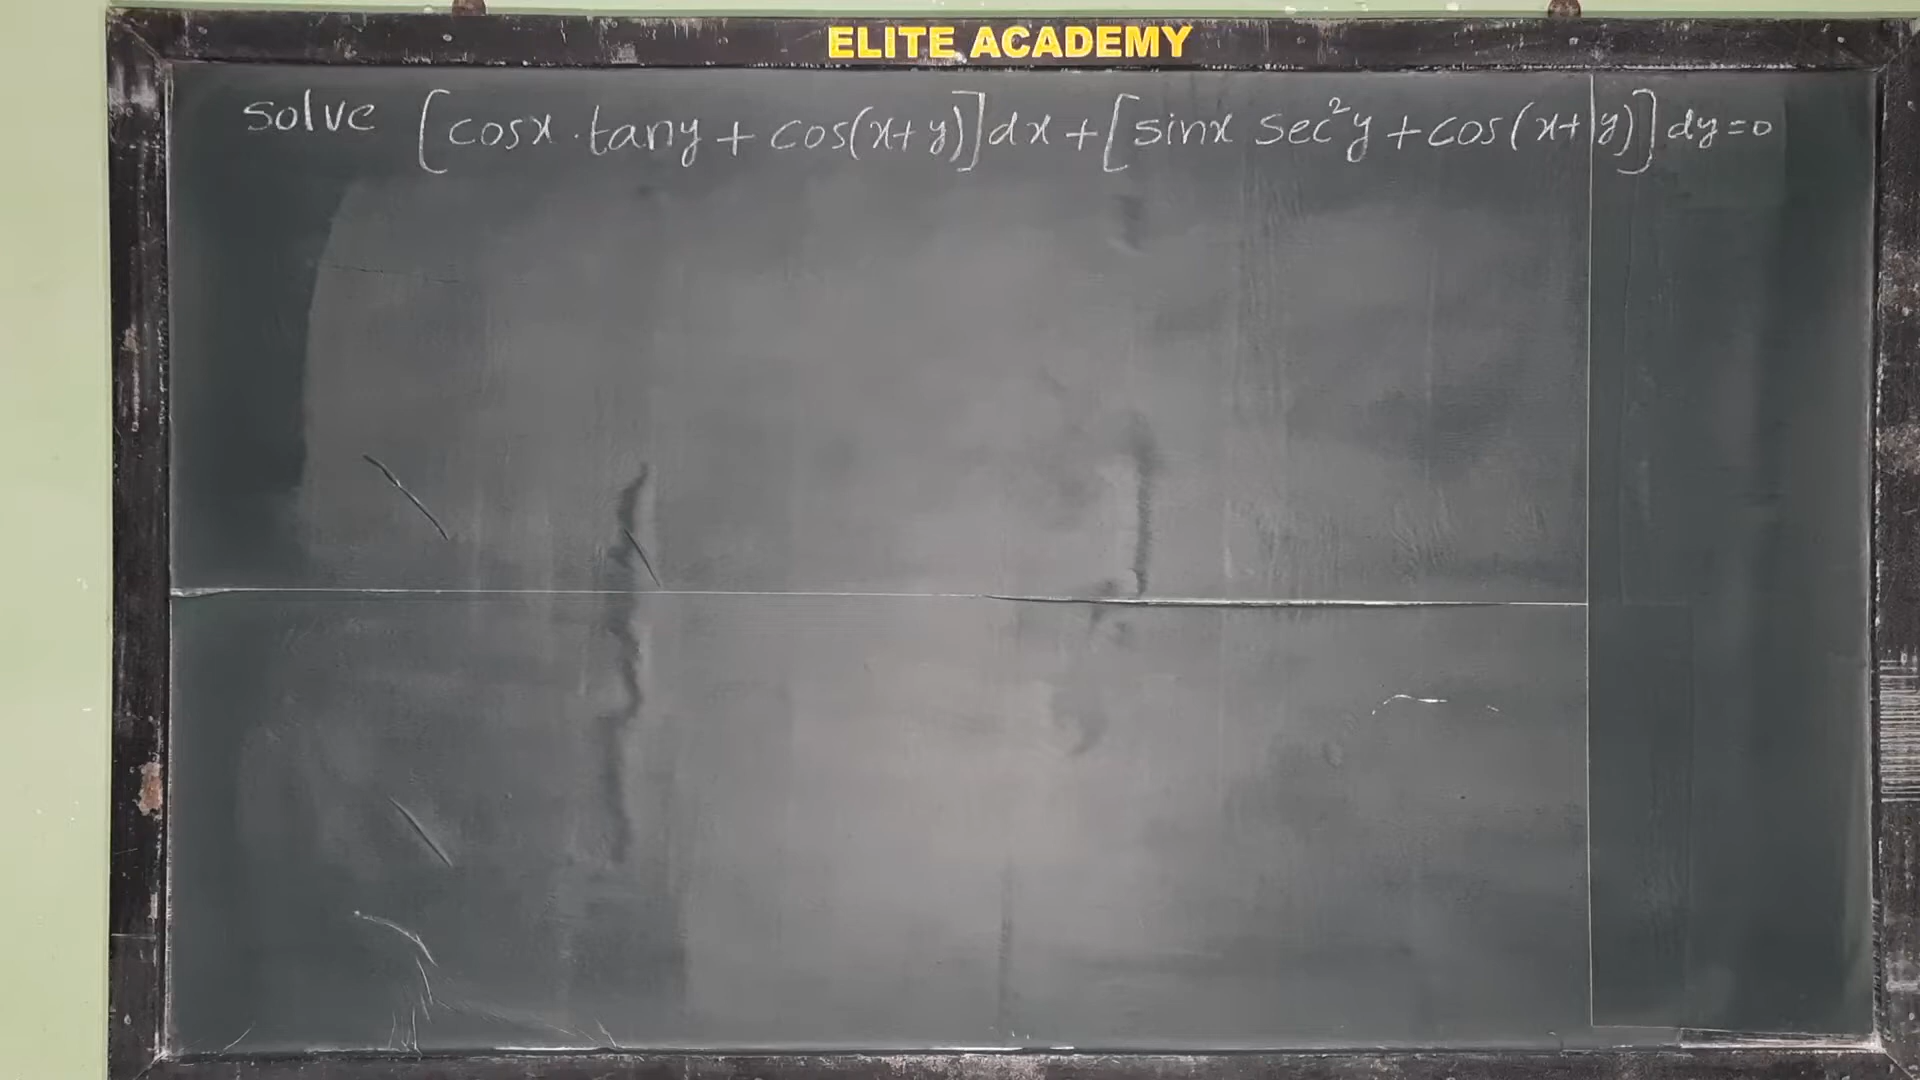 ELITE ACADEMY
solve [cosx.tany + cos(x+y)]dx+[sinx sec²y+cos(x+y)]dy=0